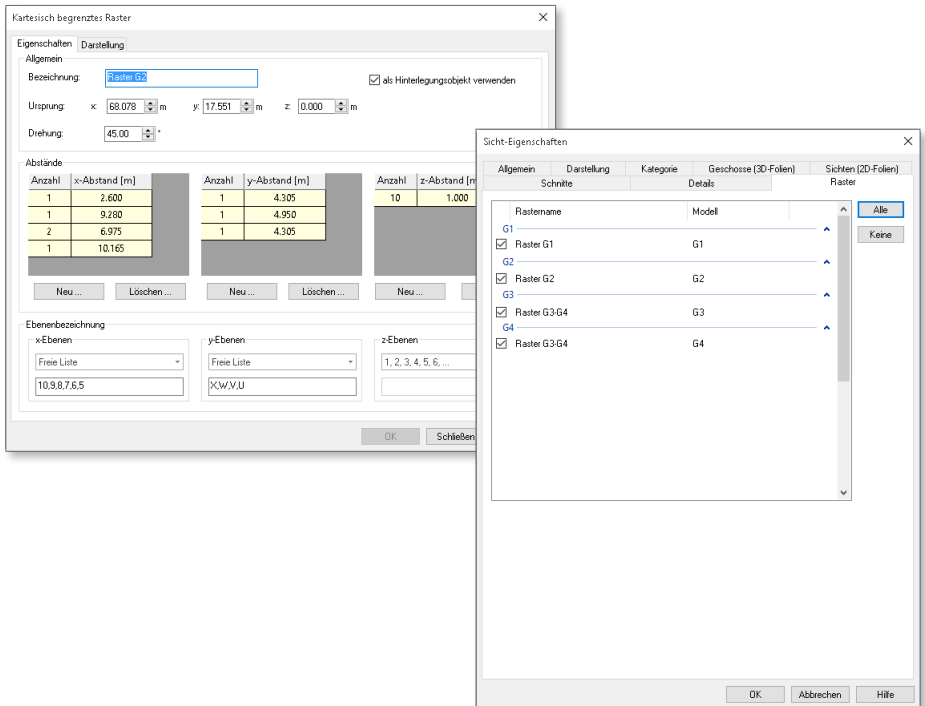 Kartesisch begrenztes Raster
Eigenschaften Darstellung
Allgemein
Bezeichnung: Raster G2 als Hinterlegungsobjekt verwenden
Ursprung: x: 68.078 m y: 17.551 m z: 0.000 m
Drehung: 45.00 °
Abstände
Anzahl x-Abstand [m]
1 2.600
1 9.280
2 6.975
1 10.165
Anzahl y-Abstand [m]
1 4.305
1 4.950
1 4.305
Anzahl z-Abstand [m
10 1.000
Neu ... Löschen ... Neu ... Löschen ... Neu ...
Ebenenbezeichnung
x-Ebenen
Freie Liste
10,9,8,7,6,5
y-Ebenen
Freie Liste
X,W,V,U
z-Ebenen
1, 2, 3, 4, 5, 6, ...
OK Schließen
Sicht-Eigenschaften
Allgemein Darstellung Kategorie Geschosse (3D-Folien) Sichten (2D-Folien)
Schnitte Details Raster
Rastername Modell
G1
Raster G1 G1
G2
Raster G2 G2
G3
Raster G3-G4 G3
G4
Raster G3-G4 G4
Alle
Keine
OK Abbrechen Hilfe